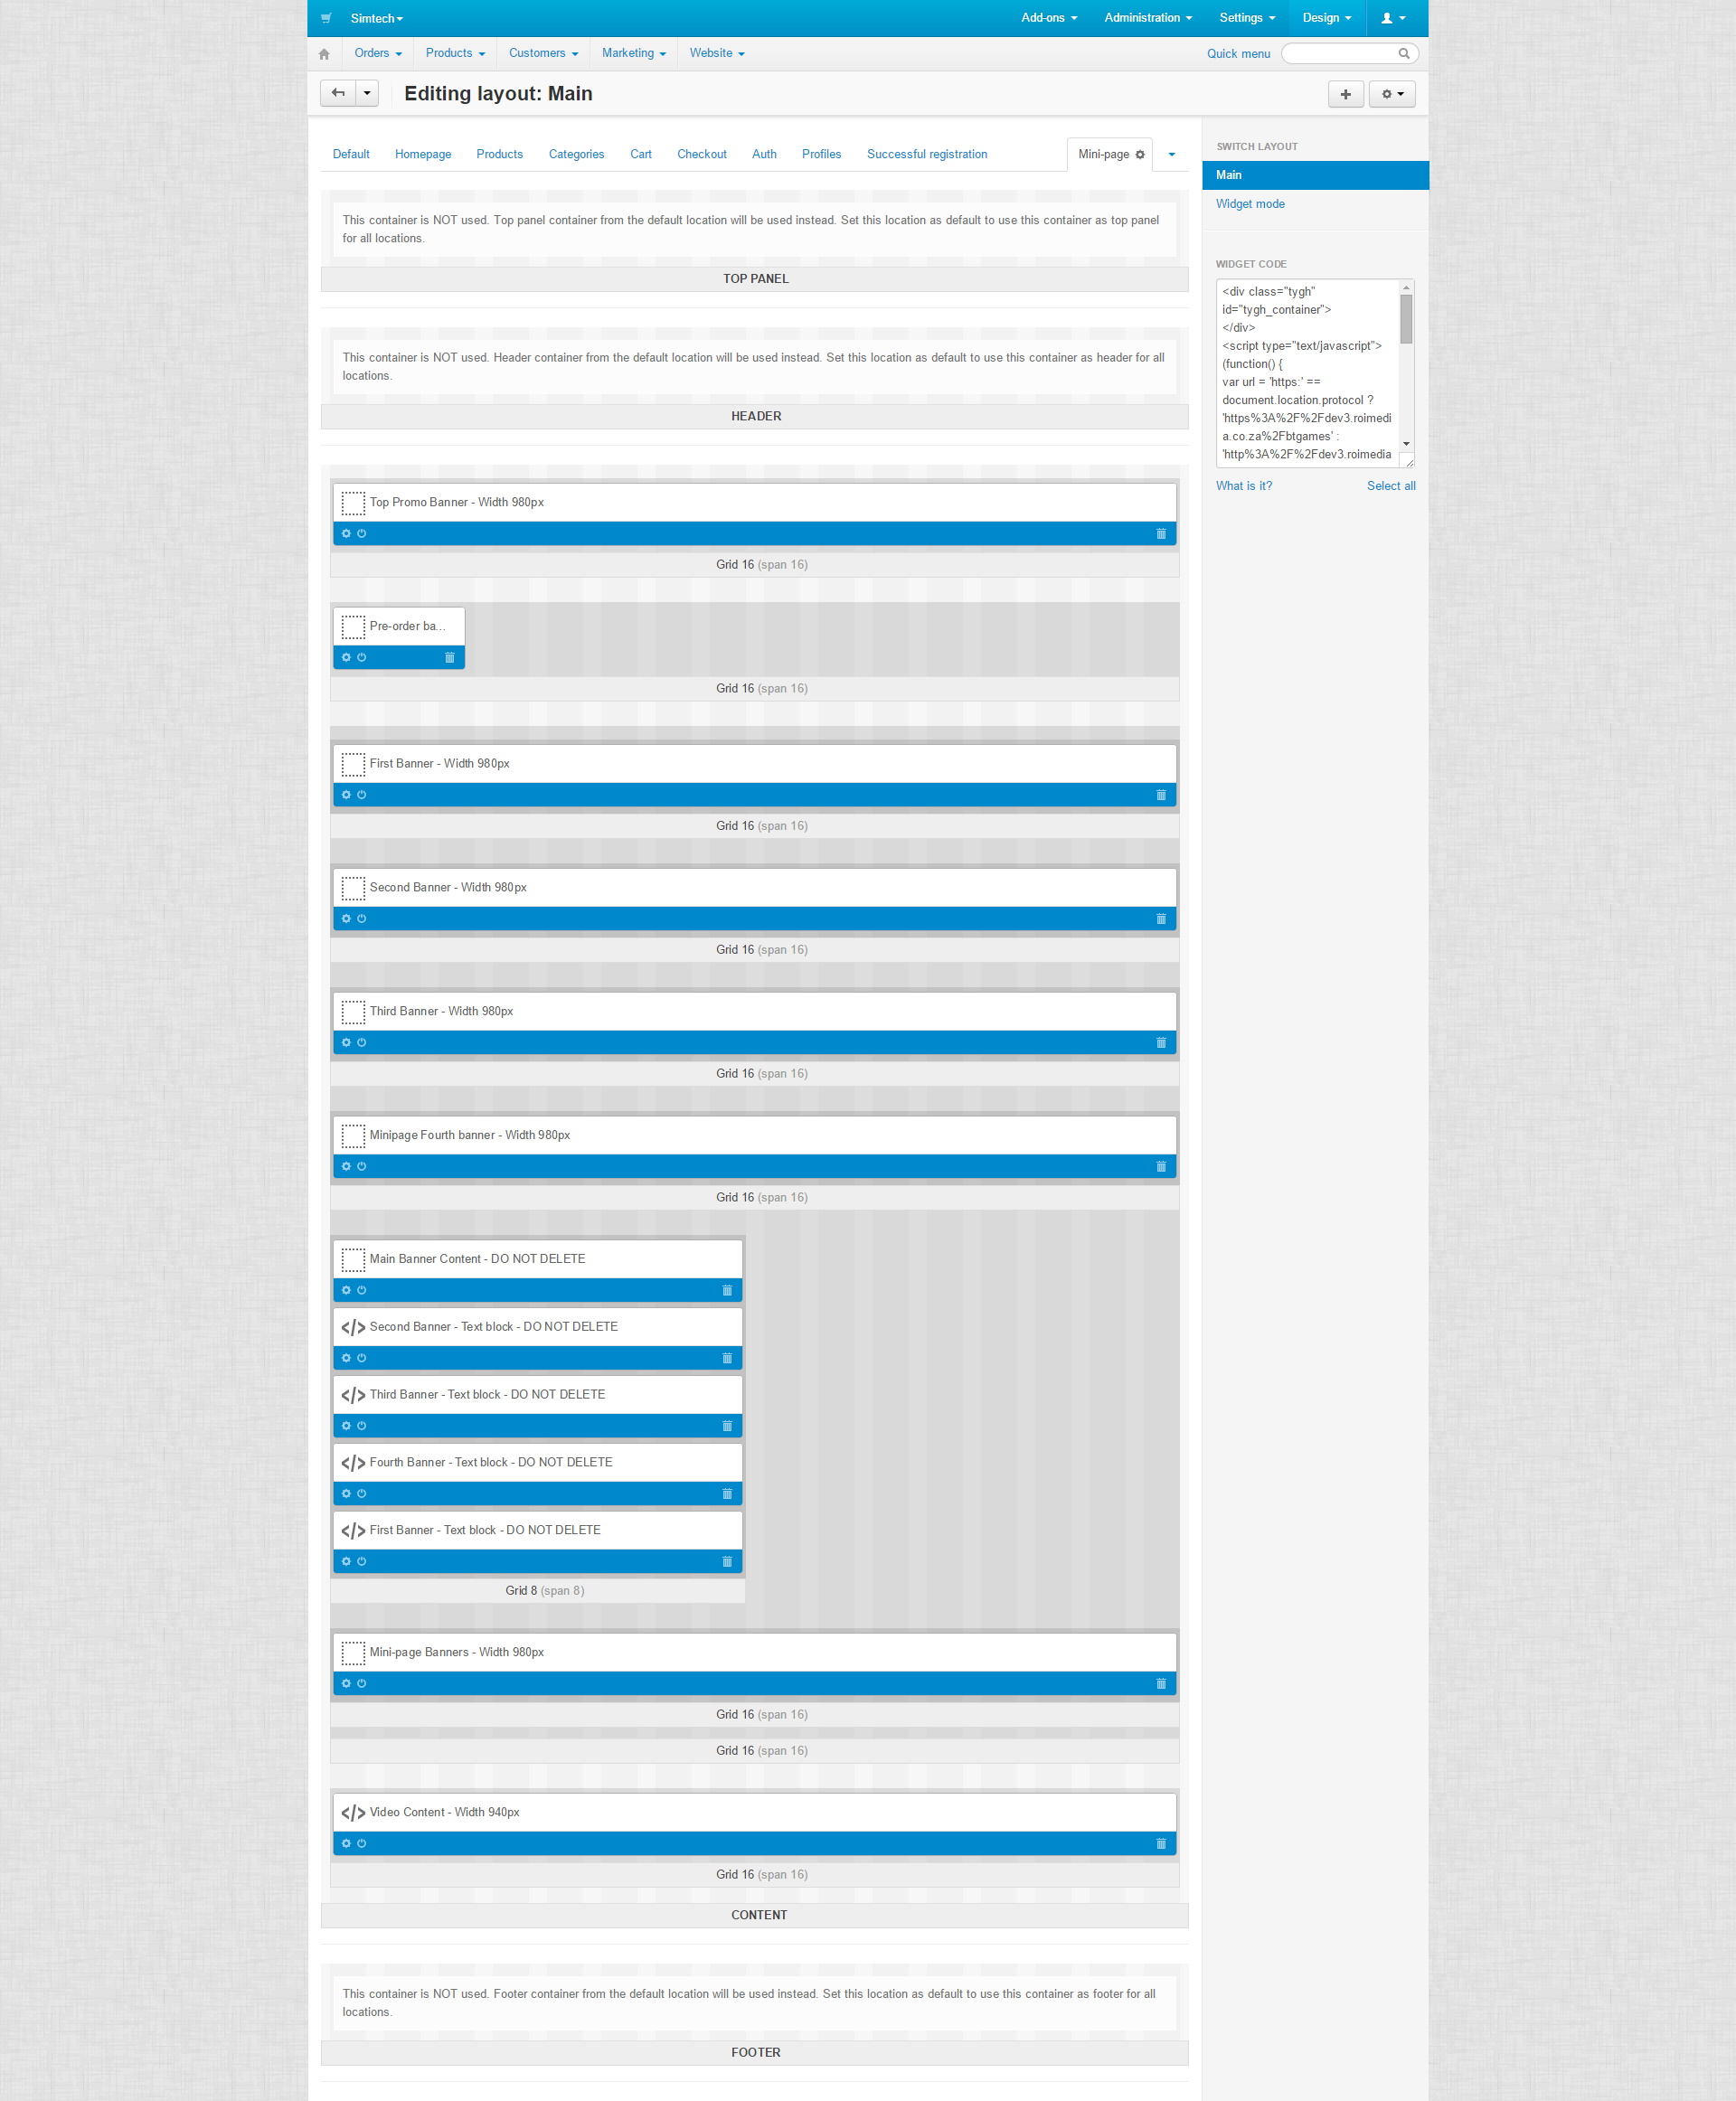 Simtech
Add-ons Administration Settings Design
Orders Products Customers Marketing Website
Quick menu
Editing layout: Main
Default Homepage Products Categories Cart Checkout Auth Profiles Successful registration Mini-page
This container is NOT used. Top panel container from the default location will be used instead. Set this location as default to use this container as top panel
for all locations.
TOP PANEL
This container is NOT used. Header container from the default location will be used instead. Set this location as default to use this container as header for all
locations.
HEADER
Top Promo Banner - Width 980px
Grid 16 (span 16)
Pre-order ba...
Grid 16 (span 16)
First Banner - Width 980px
Grid 16 (span 16)
Second Banner - Width 980px
Grid 16 (span 16)
Third Banner - Width 980px
Grid 16 (span 16)
Minipage Fourth banner - Width 980px
Grid 16 (span 16)
Main Banner Content - DO NOT DELETE
Second Banner - Text block - DO NOT DELETE
Third Banner - Text block - DO NOT DELETE
Fourth Banner - Text block - DO NOT DELETE
First Banner - Text block - DO NOT DELETE
Grid 8 (span 8)
Mini-page Banners - Width 980px
Grid 16 (span 16)
Grid 16 (span 16)
Video Content - Width 940px
Grid 16 (span 16)
CONTENT
This container is NOT used. Footer container from the default location will be used instead. Set this location as default to use this container as footer for all
locations.
FOOTER
SWITCH LAYOUT
Main
Widget mode
WIDGET CODE
<div class="tygh"
id="tygh_container">
</div>
<script type="text/javascript">
(function() {
var url = 'https:' ==
document.location.protocol ?
'https%3A%2F%2Fdev3.roimedi
a.co.za%2Fbtgames' :
'http%3A%2F%2Fdev3.roimedia
What is it? Select all